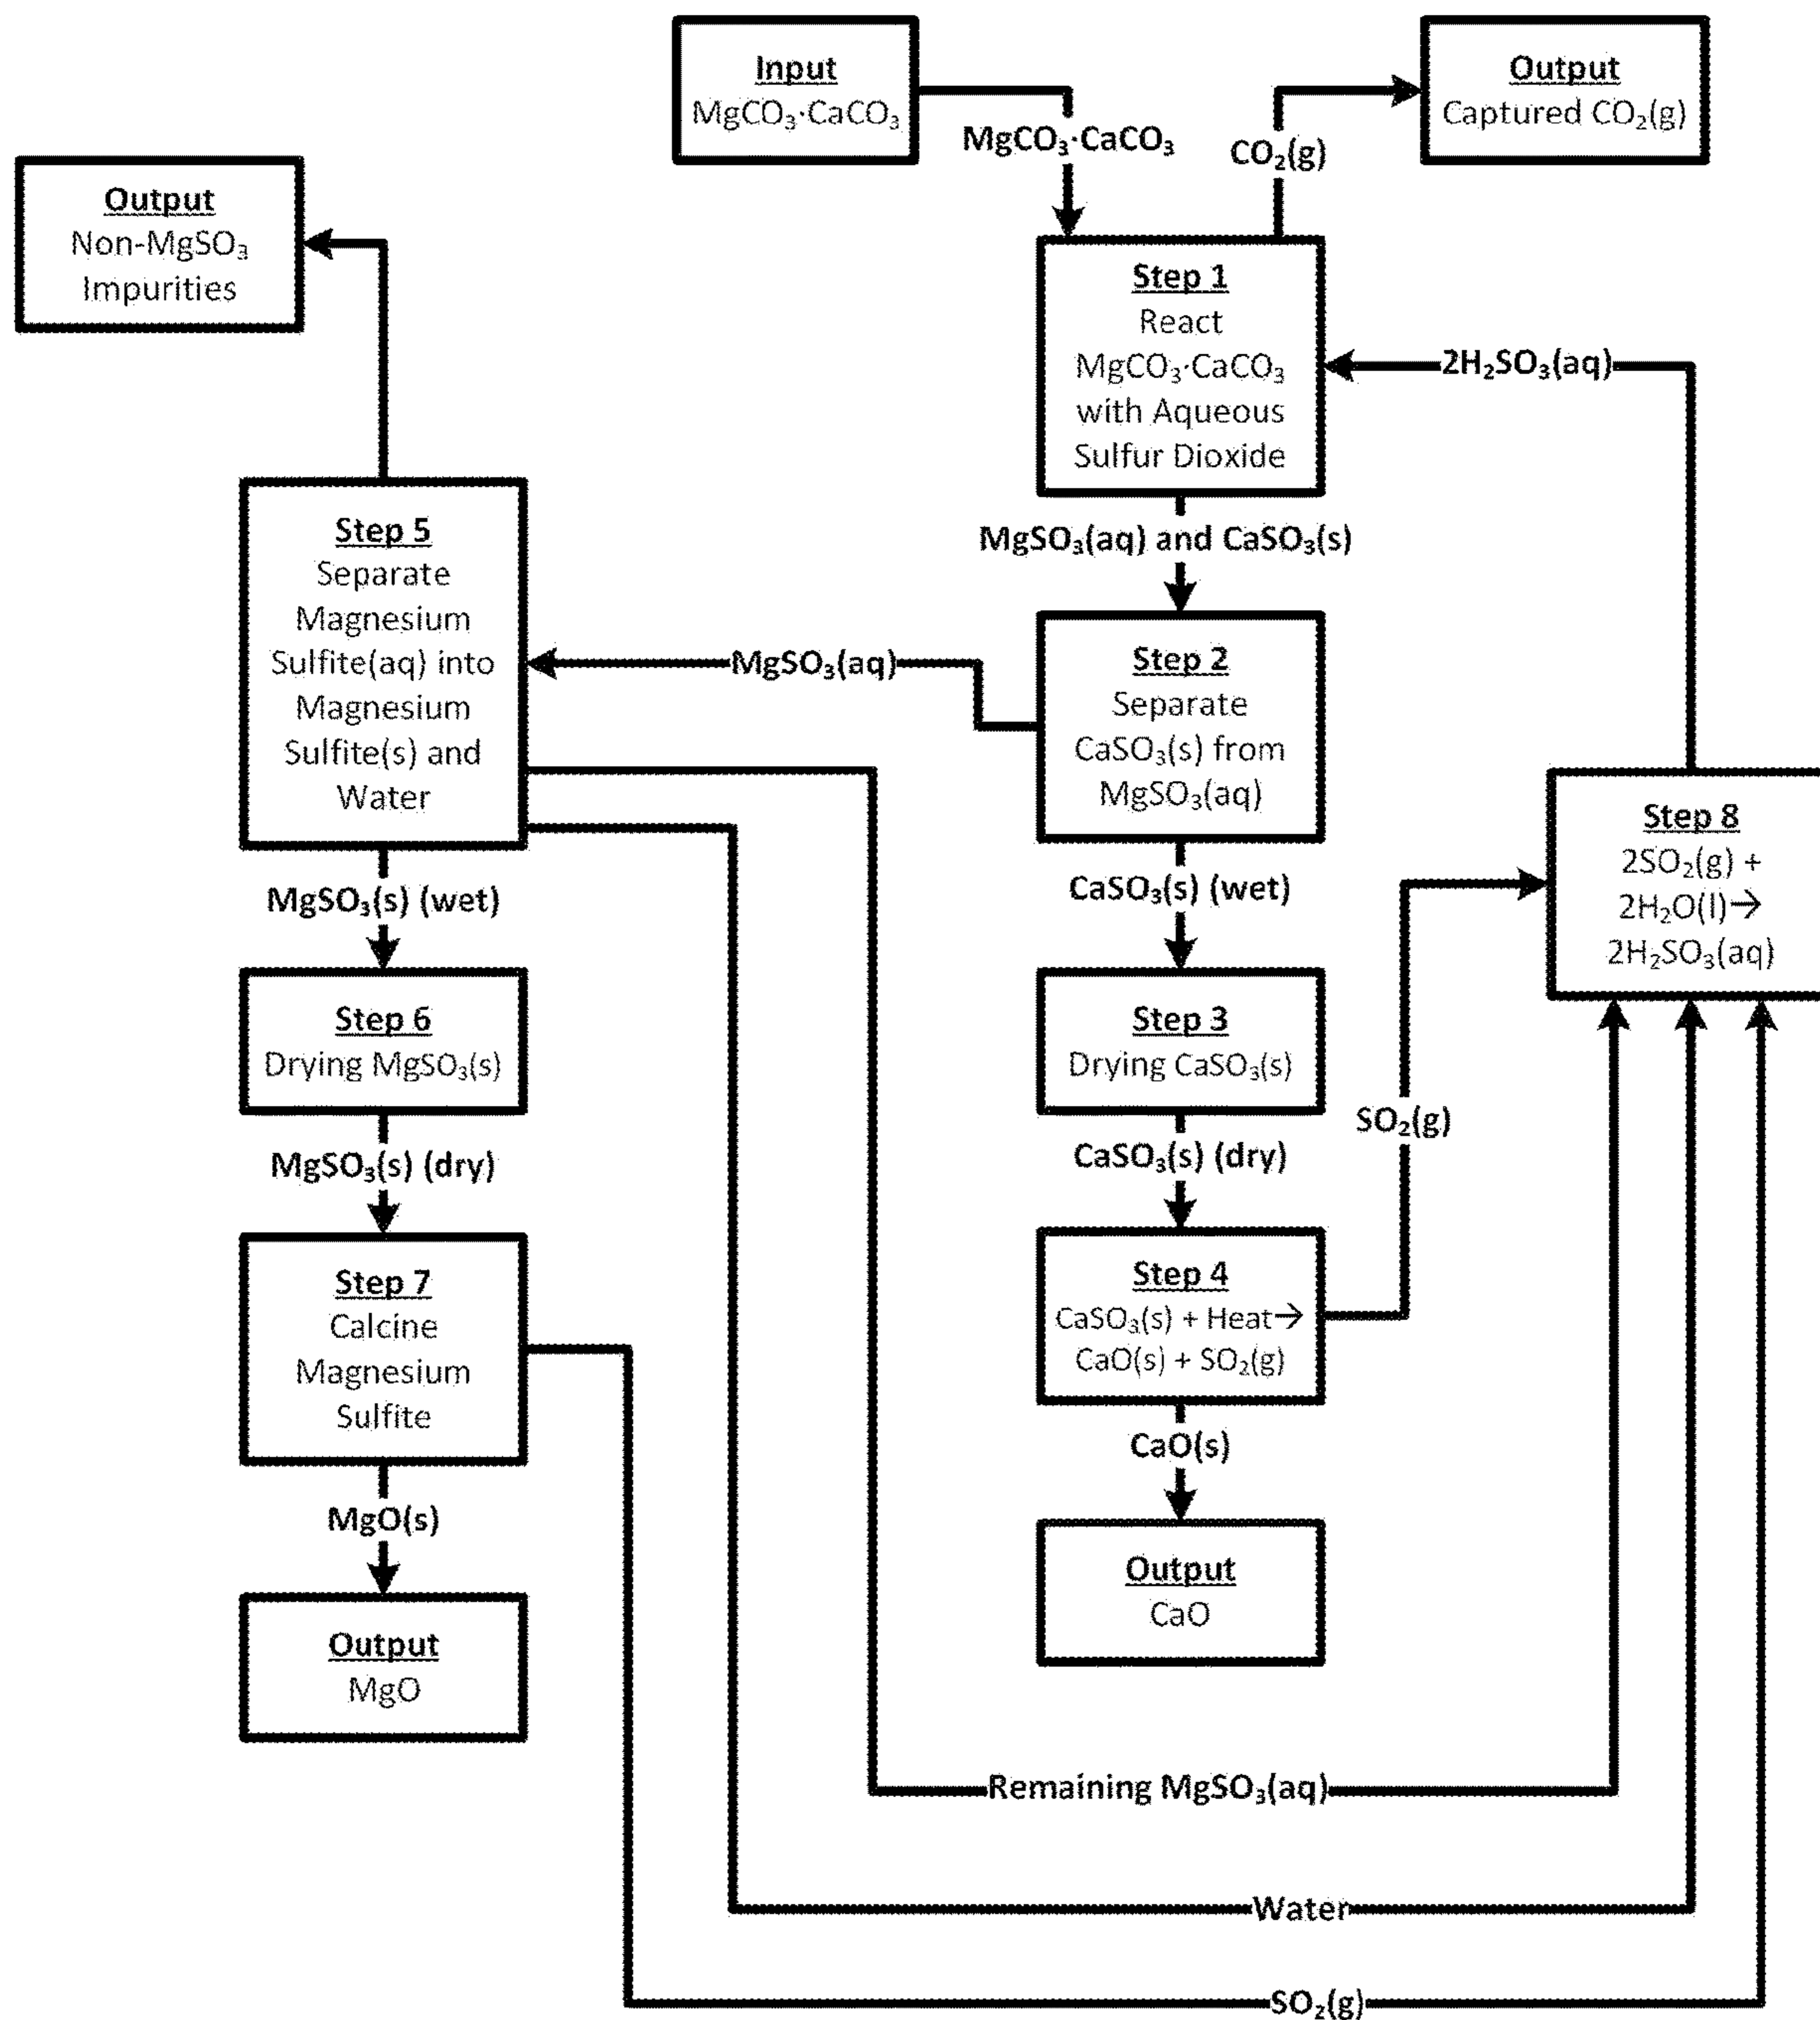 Input
MgCO₃·CaCO₃
Output
Captured CO₂(g)
MgCO₃·CaCO₃
CO₂(g)
Output
Non-MgSO₃
Impurities
Step 1
React
MgCO₃·CaCO₃
with Aqueous
Sulfur Dioxide
2H₂SO₃(aq)
MgSO₃(aq) and CaSO₃(s)
Step 5
Separate
Magnesium
Sulfite(aq) into
Magnesium
Sulfite(s) and
Water
MgSO₃(aq)
Step 2
Separate
CaSO₃(s) from
MgSO₃(aq)
Step 8
2SO₂(g) +
2H₂O(l)→
2H₂SO₃(aq)
MgSO₃(s) (wet)
CaSO₃(s) (wet)
Step 6
Drying MgSO₃(s)
Step 3
Drying CaSO₃(s)
SO₂(g)
MgSO₃(s) (dry)
CaSO₃(s) (dry)
Step 7
Calcine
Magnesium
Sulfite
Step 4
CaSO₃(s) + Heat→
CaO(s) + SO₂(g)
MgO(s)
CaO(s)
Output
MgO
Output
CaO
Remaining MgSO₃(aq)
Water
SO₂(g)